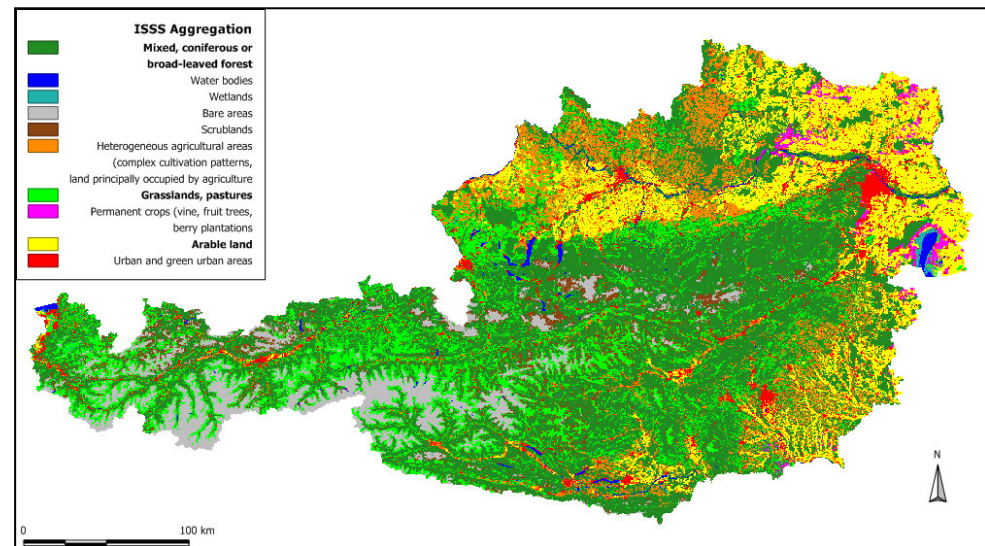 ISSS Aggregation
Mixed, coniferous or
broad-leaved forest
Water bodies
Wetlands
Bare areas
Scrublands
Heterogeneous agricultural areas
(complex cultivation patterns,
land principally occupied by agriculture
Grasslands, pastures
Permanent crops (vine, fruit trees,
berry plantations
Arable land
Urban and green urban areas
N
0
100 km